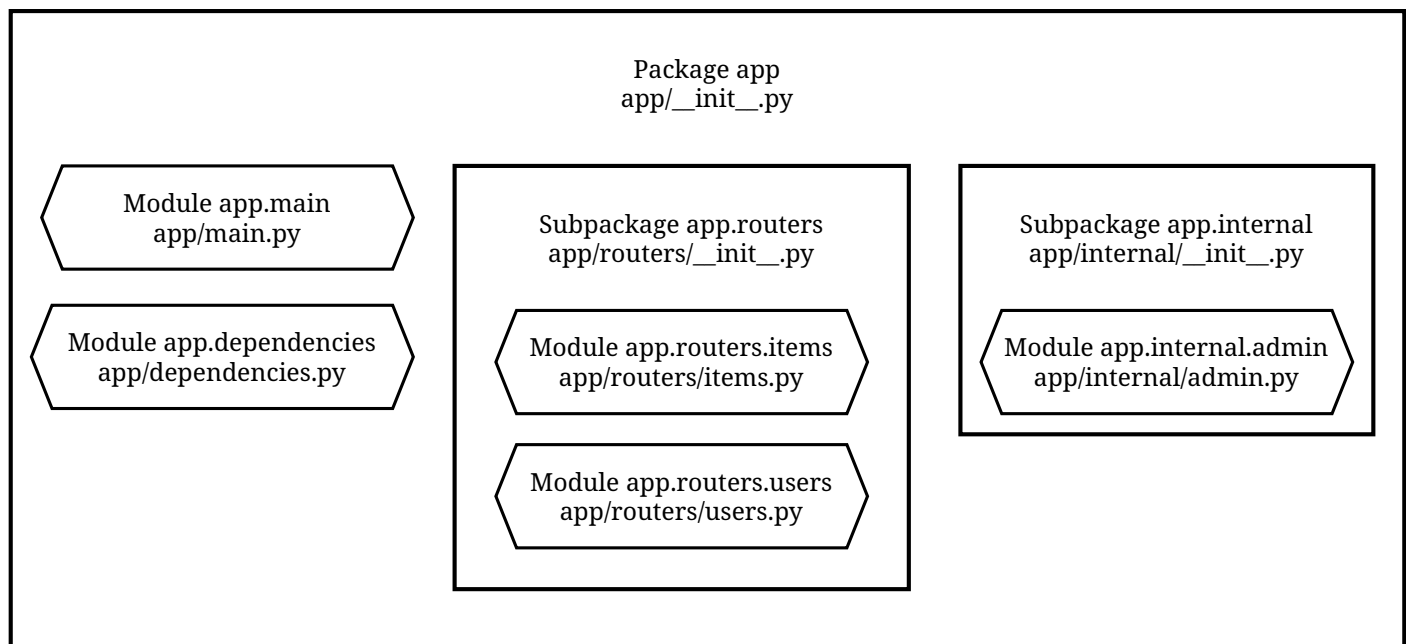 Package app
app/__init__.py
Module app.main
app/main.py
Module app.dependencies
app/dependencies.py
Subpackage app.routers
app/routers/__init__.py
Module app.routers.items
app/routers/items.py
Module app.routers.users
app/routers/users.py
Subpackage app.internal
app/internal/__init__.py
Module app.internal.admin
app/internal/admin.py